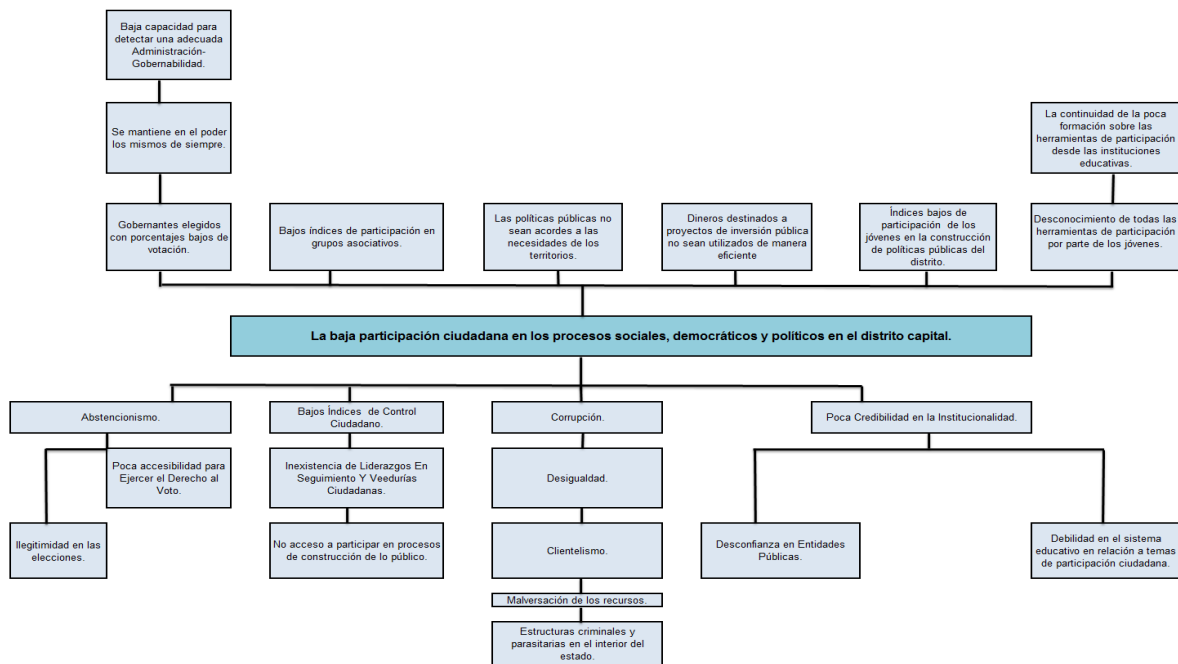 Baja capacidad para
detectar una adecuada
Administración-
Gobernabilidad.
Se mantiene en el poder
los mismos de siempre.
La continuidad de la poca
formación sobre las
herramientas de participación
desde las instituciones
educativas.
Gobernantes elegidos
con porcentajes bajos de
votación.
Bajos índices de participación en
grupos asociativos.
Las políticas públicas no
sean acordes a las
necesidades de los
territorios.
Dineros destinados a
proyectos de inversión pública
no sean utilizados de manera
eficiente
Índices bajos de
participación de los
jóvenes en la construcción
de políticas públicas del
distrito.
Desconocimiento de todas las
herramientas de participación
por parte de los jóvenes.
La baja participación ciudadana en los procesos sociales, democráticos y políticos en el distrito capital.
Abstencionismo.
Bajos Índices de Control
Ciudadano.
Corrupción.
Poca Credibilidad en la Institucionalidad.
Poca accesibilidad para
Ejercer el Derecho al
Voto.
Inexistencia de Liderazgos En
Seguimiento Y Veedurías
Ciudadanas.
Desigualdad.
Ilegitimidad en las
elecciones.
No acceso a participar en procesos
de construcción de lo público.
Clientelismo.
Desconfianza en Entidades
Públicas.
Debilidad en el sistema
educativo en relación a temas
de participación ciudadana.
Malversación de los recursos.
Estructuras criminales y
parasitarias en el interior del
estado.